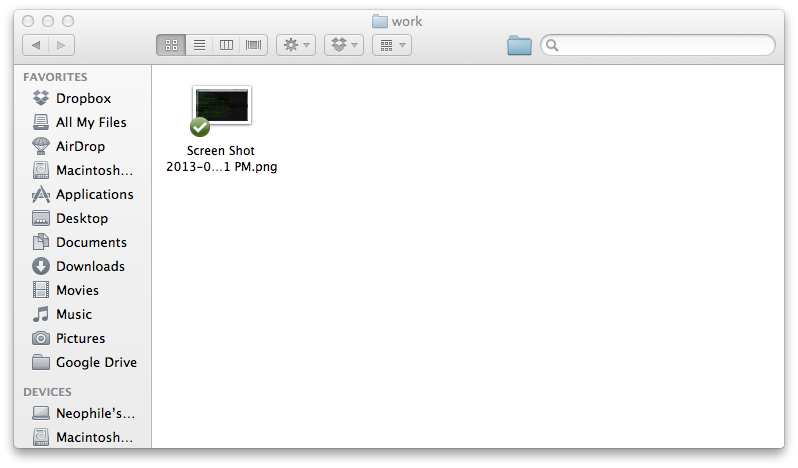 work
FAVORITES
Dropbox
All My Files
AirDrop
Macintosh...
Applications
Desktop
Documents
Downloads
Movies
Music
Pictures
Google Drive
DEVICES
Neophile's...
Macintosh...
Screen Shot
2013-0...1 PM.png